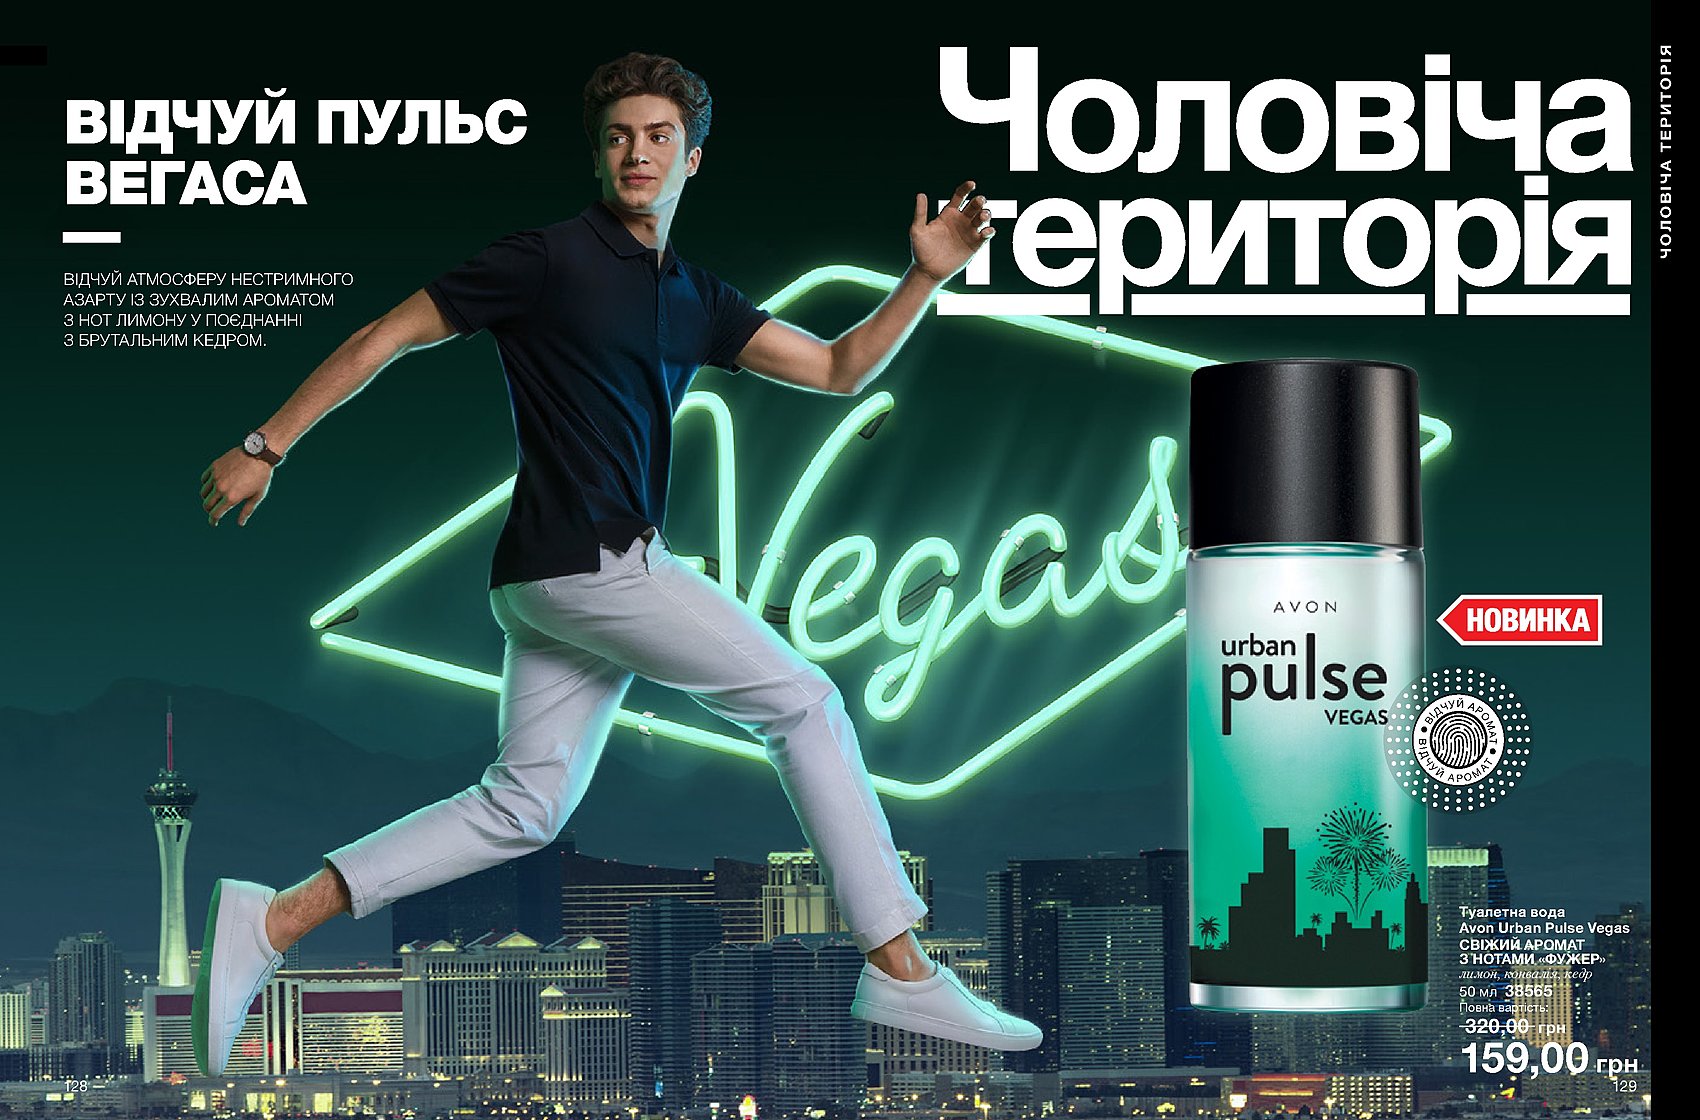 ВІДЧУЙ ПУЛЬС
ВЕГАСА
ВІДЧУЙ АТМОСФЕРУ НЕСТРИМНОГО
АЗАРТУ ІЗ ЗУХВАЛИМ АРОМАТОМ
З НОТ ЛИМОНУ У ПОЄДНАННІ
З БРУТАЛЬНИМ КЕДРОМ.
Чоловіча
територія
ЧОЛОВІЧА ТЕРИТОРІЯ
Vegas
AVON
urban
pulse
VEGAS
НОВИНКА
ВІДЧУЙ АРОМАТ • ВІДЧУЙ АРОМАТ •
Туалетна вода
Avon Urban Pulse Vegas
СВІЖИЙ АРОМАТ
З НОТАМИ «ФУЖЕР»
лимон, конвалія, кедр
50 мл 38565
Повна вартість:
320,00 грн
159,00 грн
128
129